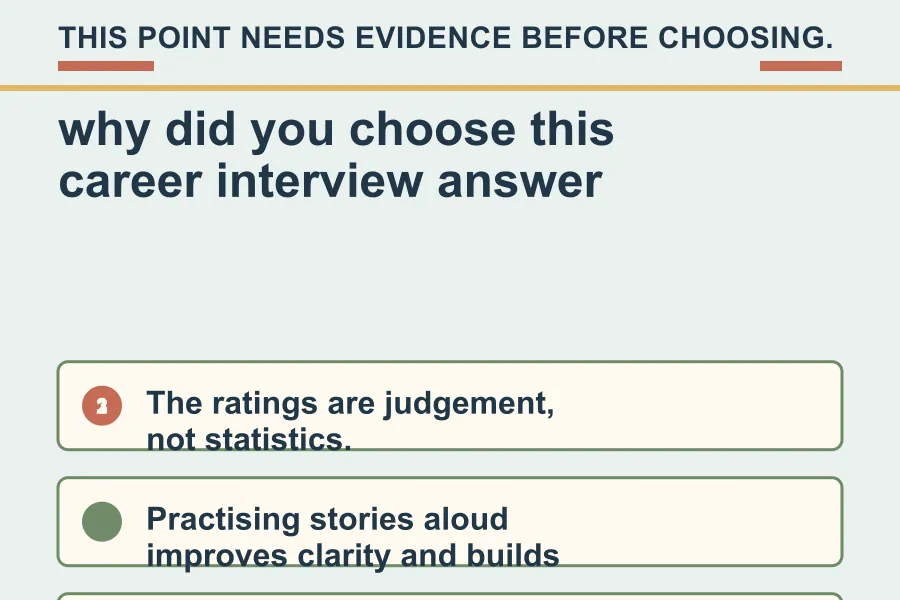 THIS POINT NEEDS EVIDENCE BEFORE CHOOSING.
why did you choose this
career interview answer
The ratings are judgement,
not statistics.
Practising stories aloud
improves clarity and builds